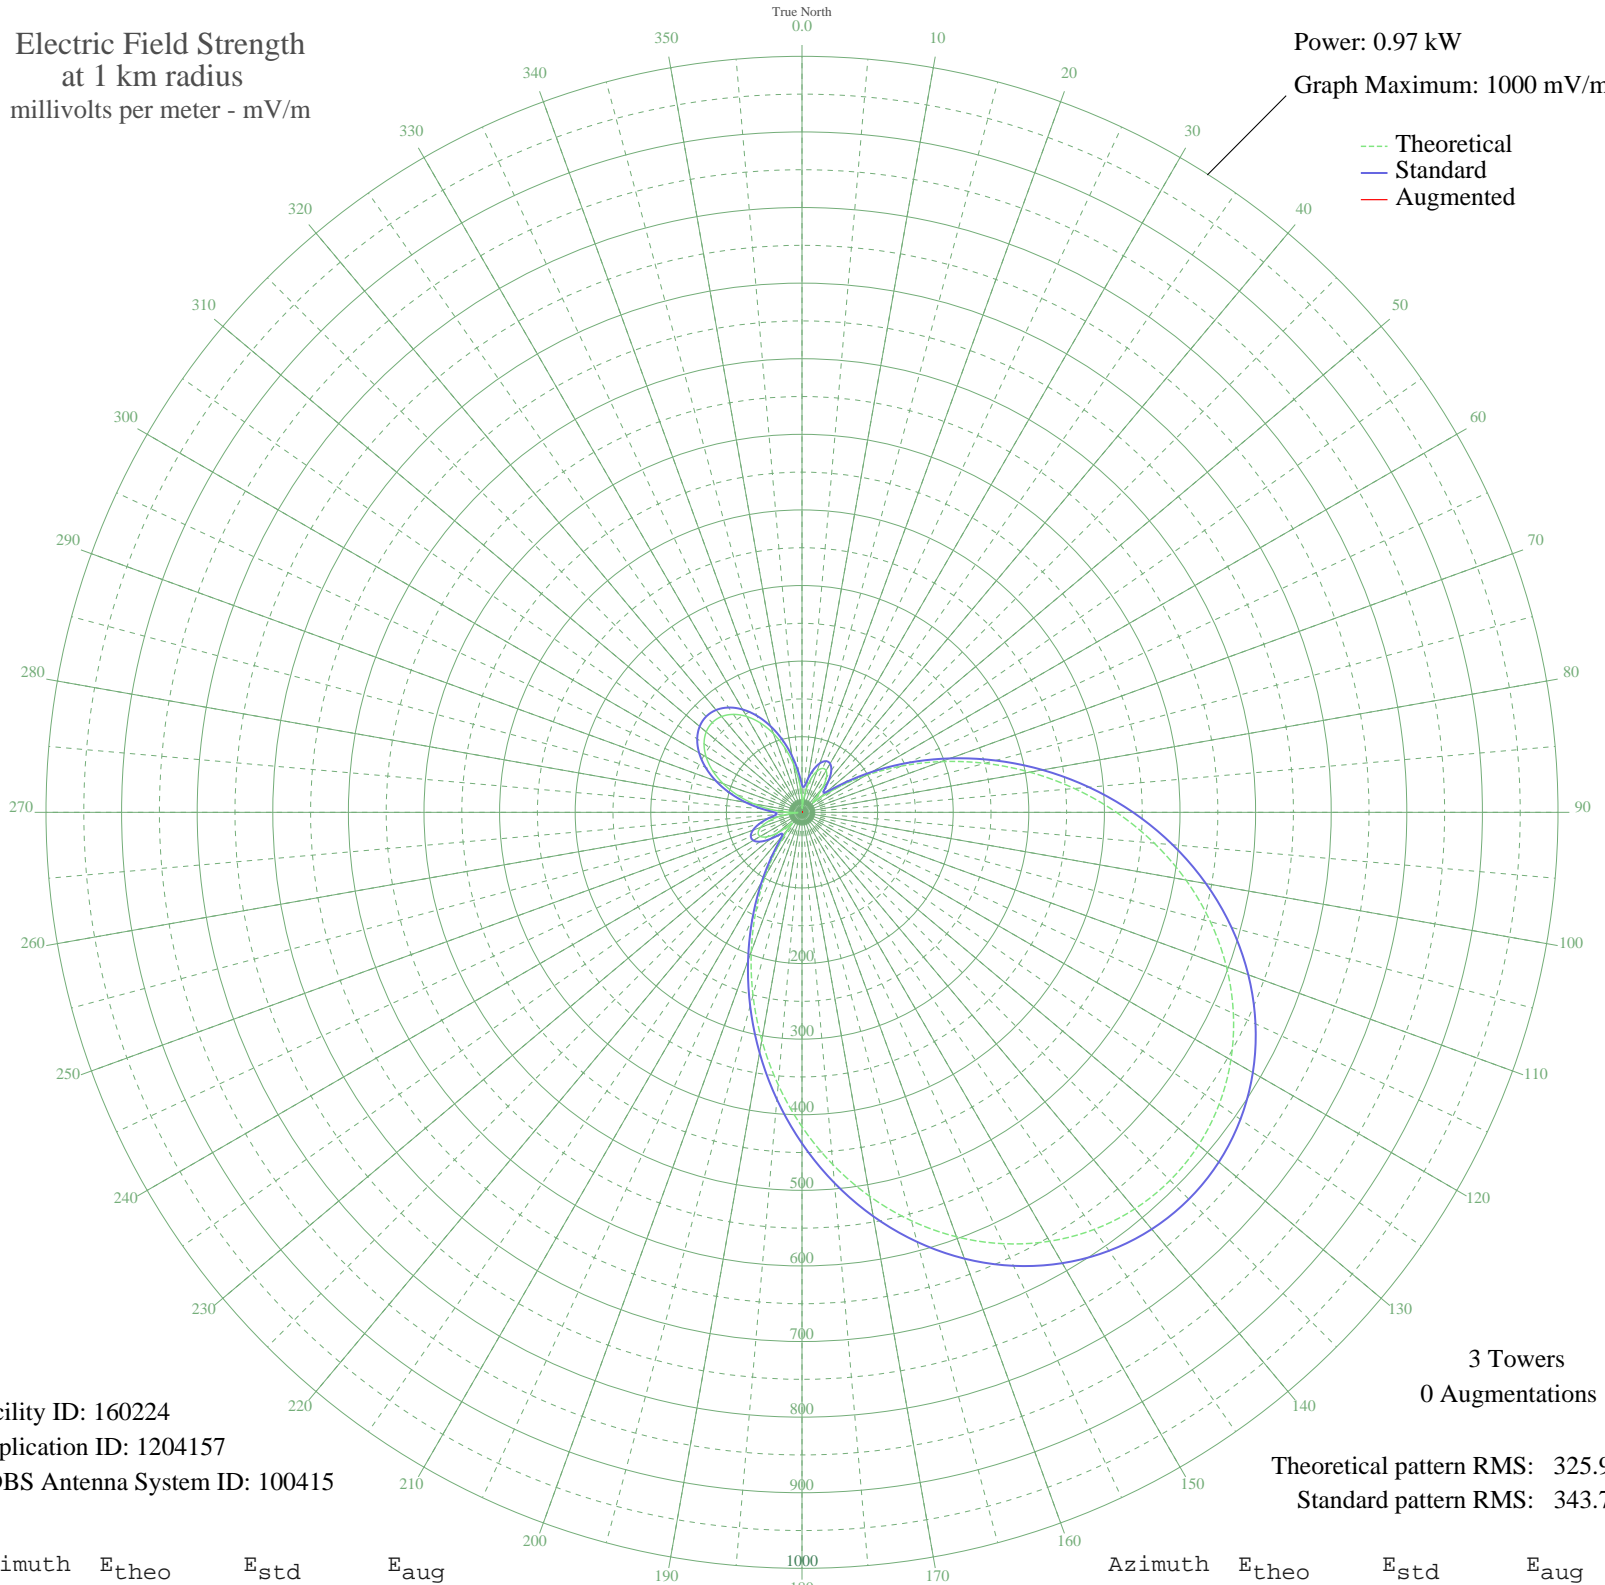 True North
Electric Field Strength
at 1 km radius
millivolts per meter - mV/m
Power: 0.97 kW
Graph Maximum: 1000 mV/m
Theoretical
Standard
Augmented
0.0
10
20
30
40
50
60
70
80
90
100
110
120
130
140
150
160
170
190
200
210
220
230
240
250
260
270
280
290
300
310
320
330
340
350
200
300
400
500
600
700
800
900
1000
3 Towers
0 Augmentations
cility ID: 160224
plication ID: 1204157
DBS Antenna System ID: 100415
Theoretical pattern RMS: 325.9
Standard pattern RMS: 343.7
imuth Etheo Estd Eaug
Azimuth Etheo Estd Eaug